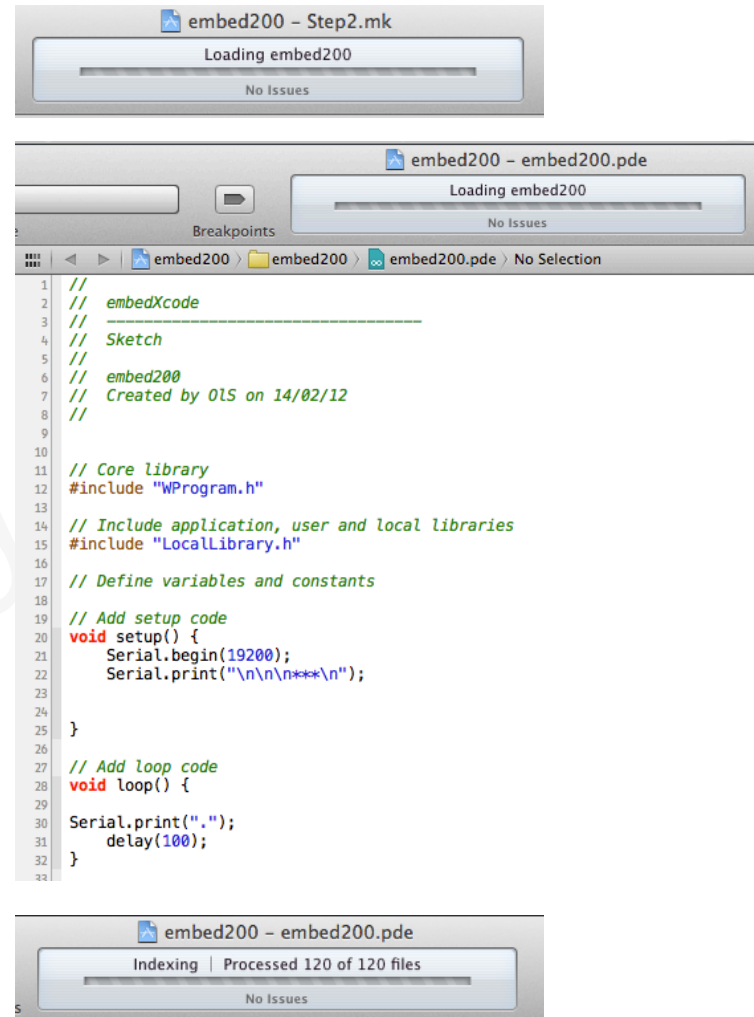 embed200 – Step2.mk
Loading embed200
No Issues
embed200 – embed200.pde
Loading embed200
No Issues
Breakpoints
embed200 〉 embed200 〉 embed200.pde 〉 No Selection
1 //
2 // embedXcode
3 // ----------------------------------
4 // Sketch
5 //
6 // embed200
7 // Created by OlS on 14/02/12
8 //
9
10
11 // Core library
12 #include "WProgram.h"
13
14 // Include application, user and local libraries
15 #include "LocalLibrary.h"
16
17 // Define variables and constants
18
19 // Add setup code
20 void setup() {
21     Serial.begin(19200);
22     Serial.print("\n\n\n***\n");
23
24
25 }
26
27 // Add loop code
28 void loop() {
29
30 Serial.print(".");
31     delay(100);
32 }
33
embed200 – embed200.pde
Indexing | Processed 120 of 120 files
No Issues
s